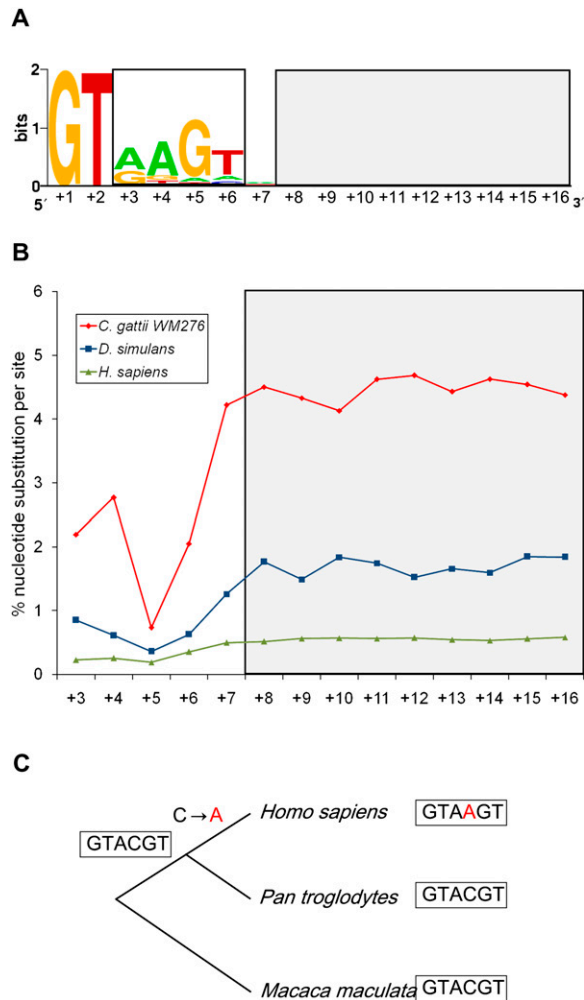 A
2
1
0
bits
GT
AAGT
G
5′ +1 +2 +3 +4 +5 +6 +7 +8 +9 +10 +11 +12 +13 +14 +15 +16 3′
B
6
5
4
3
2
1
0
% nucleotide substitution per site
C. gattii WM276
D. simulans
H. sapiens
+3 +4 +5 +6 +7 +8 +9 +10 +11 +12 +13 +14 +15 +16
C
C→A
Homo sapiens GTAAGT
GTACGT
Pan troglodytes GTACGT
Macaca maculata GTACGT